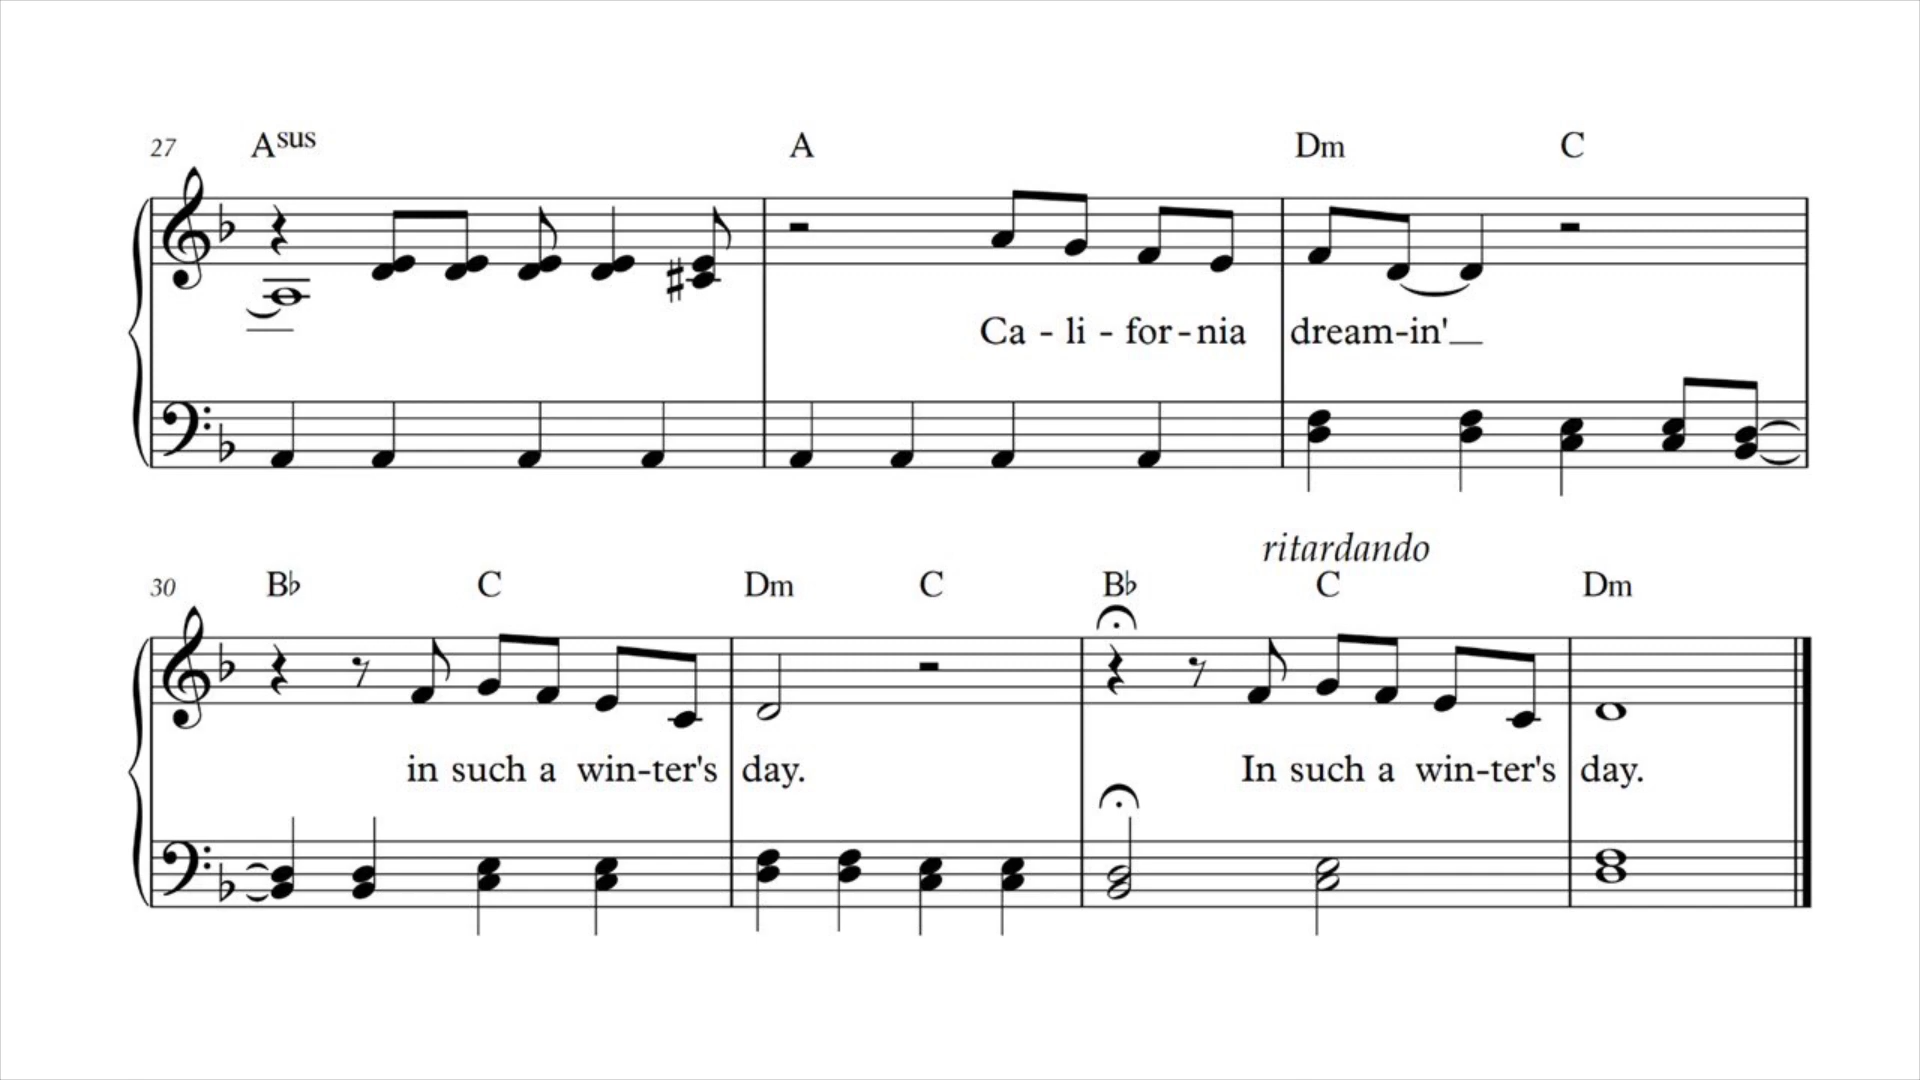 27 Asus A Dm C
Ca - li - for - nia dream-in'
ritardando
30 B♭ C Dm C B♭ C Dm
in such a win-ter's day. In such a win-ter's day.